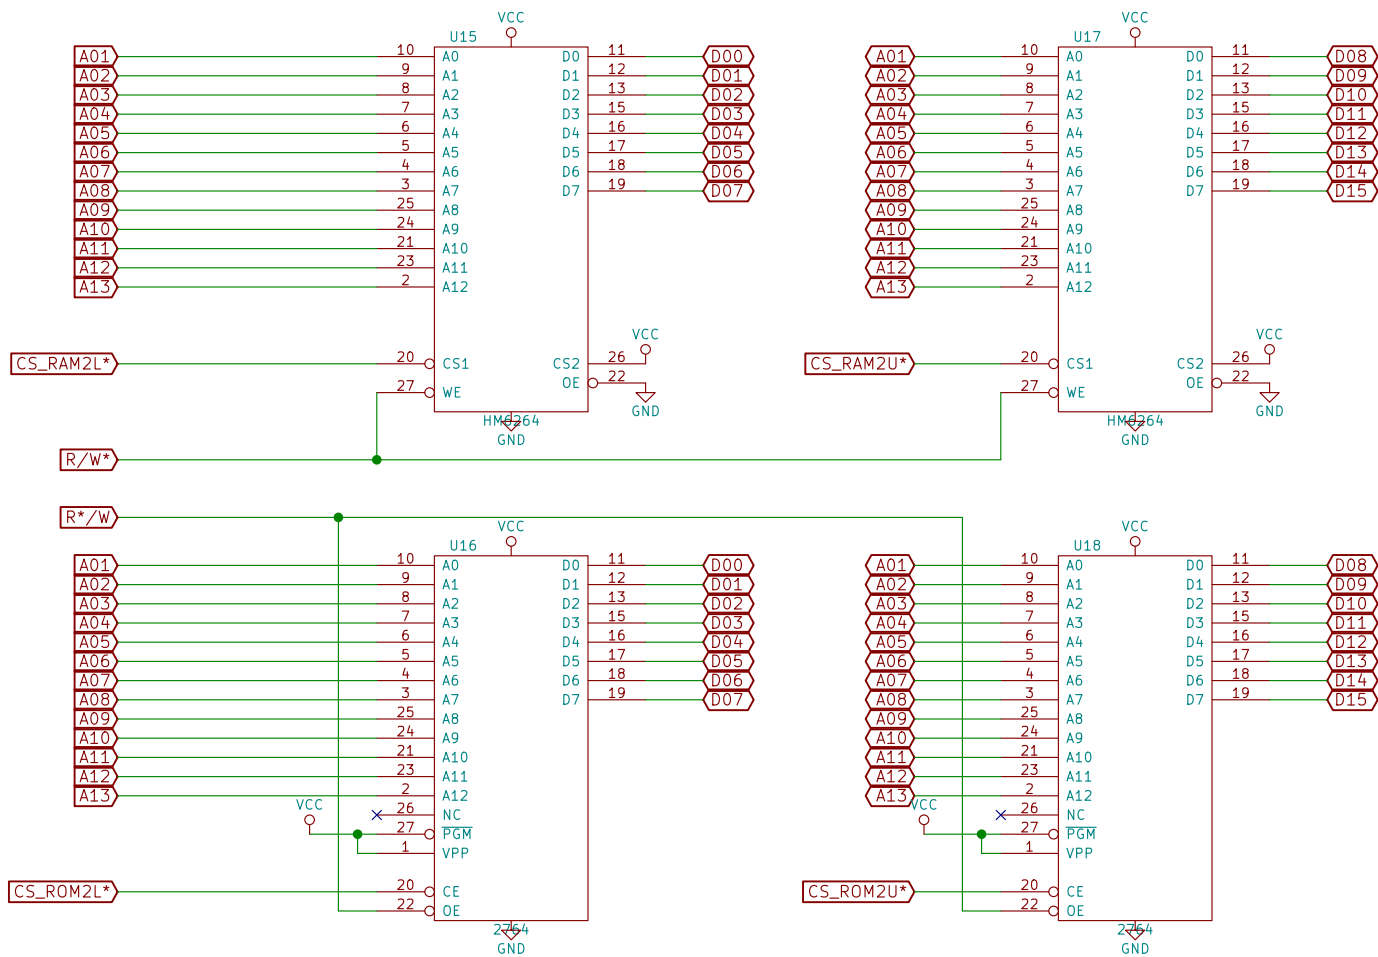 VCC VCC
U15 U17
A01 10 A0 D0 11 D00 A01 10 A0 D0 11 D08
A02 9 A1 D1 12 D01 A02 9 A1 D1 12 D09
A03 8 A2 D2 13 D02 A03 8 A2 D2 13 D10
A04 7 A3 D3 15 D03 A04 7 A3 D3 15 D11
A05 6 A4 D4 16 D04 A05 6 A4 D4 16 D12
A06 5 A5 D5 17 D05 A06 5 A5 D5 17 D13
A07 4 A6 D6 18 D06 A07 4 A6 D6 18 D14
A08 3 A7 D7 19 D07 A08 3 A7 D7 19 D15
A09 25 A8 A09 25 A8
A10 24 A9 A10 24 A9
A11 21 A10 A11 21 A10
A12 23 A11 A12 23 A11
A13 2 A12 A13 2 A12
VCC VCC
CS_RAM2L* 20 CS1 CS2 26 CS_RAM2U* 20 CS1 CS2 26
OE 22 OE 22
27 WE 27 WE
GND GND
HM6264 HM6264
GND GND
R/W*
R*/W
VCC VCC
U16 U18
A01 10 A0 D0 11 D00 A01 10 A0 D0 11 D08
A02 9 A1 D1 12 D01 A02 9 A1 D1 12 D09
A03 8 A2 D2 13 D02 A03 8 A2 D2 13 D10
A04 7 A3 D3 15 D03 A04 7 A3 D3 15 D11
A05 6 A4 D4 16 D04 A05 6 A4 D4 16 D12
A06 5 A5 D5 17 D05 A06 5 A5 D5 17 D13
A07 4 A6 D6 18 D06 A07 4 A6 D6 18 D14
A08 3 A7 D7 19 D07 A08 3 A7 D7 19 D15
A09 25 A8 A09 25 A8
A10 24 A9 A10 24 A9
A11 21 A10 A11 21 A10
A12 23 A11 A12 23 A11
A13 2 A12 A13 2 A12
VCC VCC
26 NC 26 NC
27 PGM 27 PGM
1 VPP 1 VPP
CS_ROM2L* 20 CE CS_ROM2U* 20 CE
22 OE 22 OE
2764 2764
GND GND